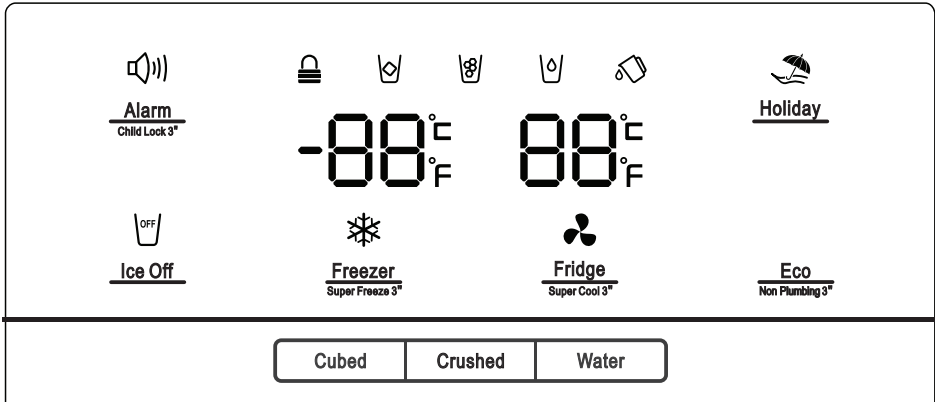 Alarm
Child Lock 3"
Holiday
-88°C
°F
88°C
°F
OFF
Ice Off
Freezer
Super Freeze 3"
Fridge
Super Cool 3"
Eco
Non Plumbing 3"
Cubed
Crushed
Water